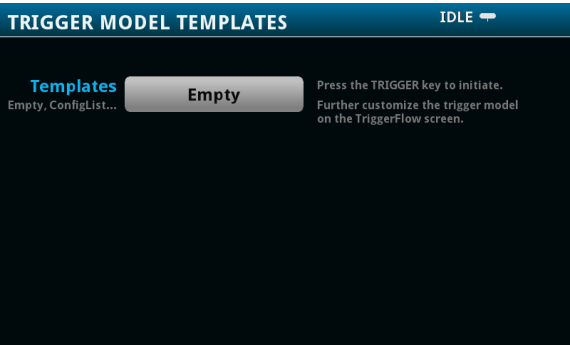 TRIGGER MODEL TEMPLATES
IDLE
Templates
Empty, ConfigList...
Empty
Press the TRIGGER key to initiate.
Further customize the trigger model
on the TriggerFlow screen.